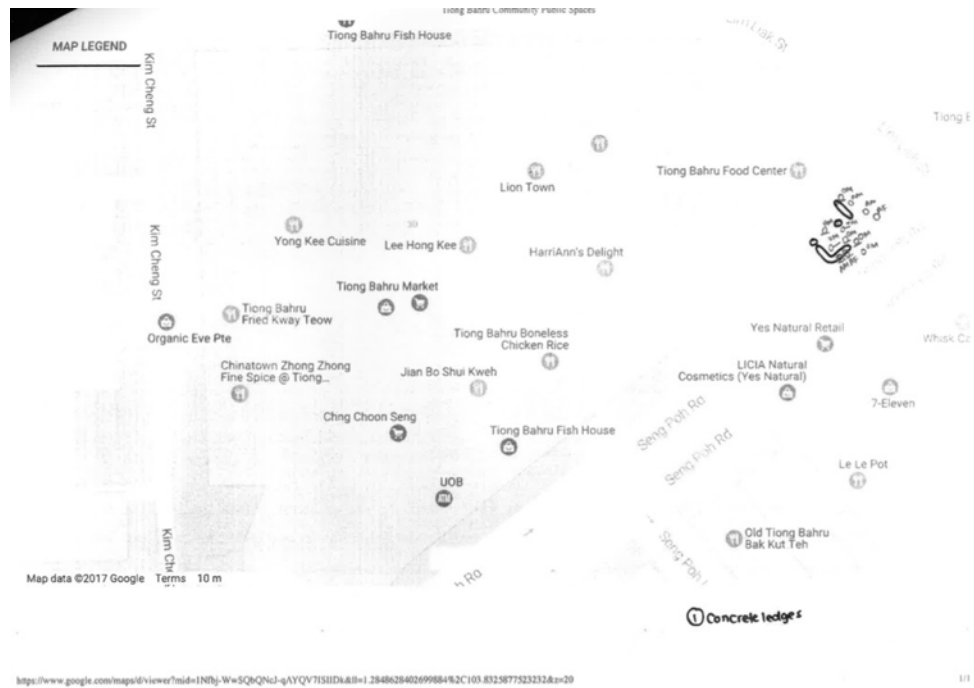 Tiong Bahru Community Public Spaces
Tiong Bahru Fish House
MAP LEGEND
Kim Cheng St
Tiong Bahru Food Center
Lion Town
Yong Kee Cuisine
Lee Hong Kee
HarriAnn's Delight
Kim Cheng St
Tiong Bahru Market
Tiong Bahru
Fried Kway Teow
Organic Eve Pte
Yes Natural Retail
Tiong Bahru Boneless
Chicken Rice
Chinatown Zhong Zhong
Fine Spice @ Tiong...
Jian Bo Shui Kweh
LICIA Natural
Cosmetics (Yes Natural)
7-Eleven
Chng Choon Seng
Tiong Bahru Fish House
Seng Poh Rd
Seng Poh Rd
UOB
Le Le Pot
Old Tiong Bahru
Bak Kut Teh
Kim Ch
Seng Poh
Map data ©2017 Google Terms 10 m
h Rd
1 Concrete ledges
1/1